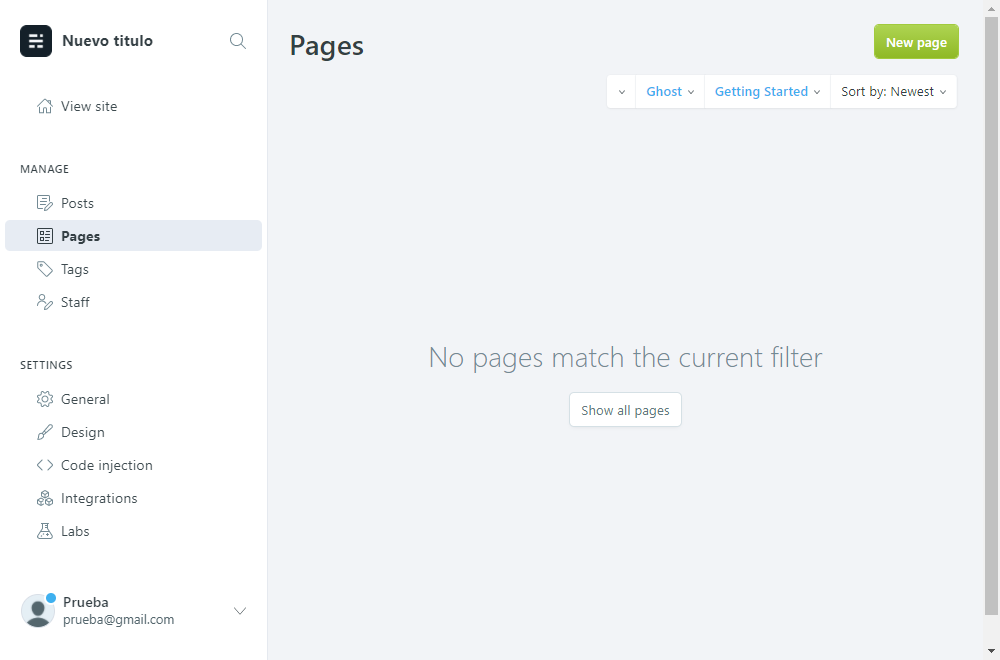 Nuevo titulo
View site
MANAGE
Posts
Pages
Tags
Staff
SETTINGS
General
Design
Code injection
Integrations
Labs
Prueba
prueba@gmail.com
Pages
New page
Ghost
Getting Started
Sort by: Newest
No pages match the current filter
Show all pages